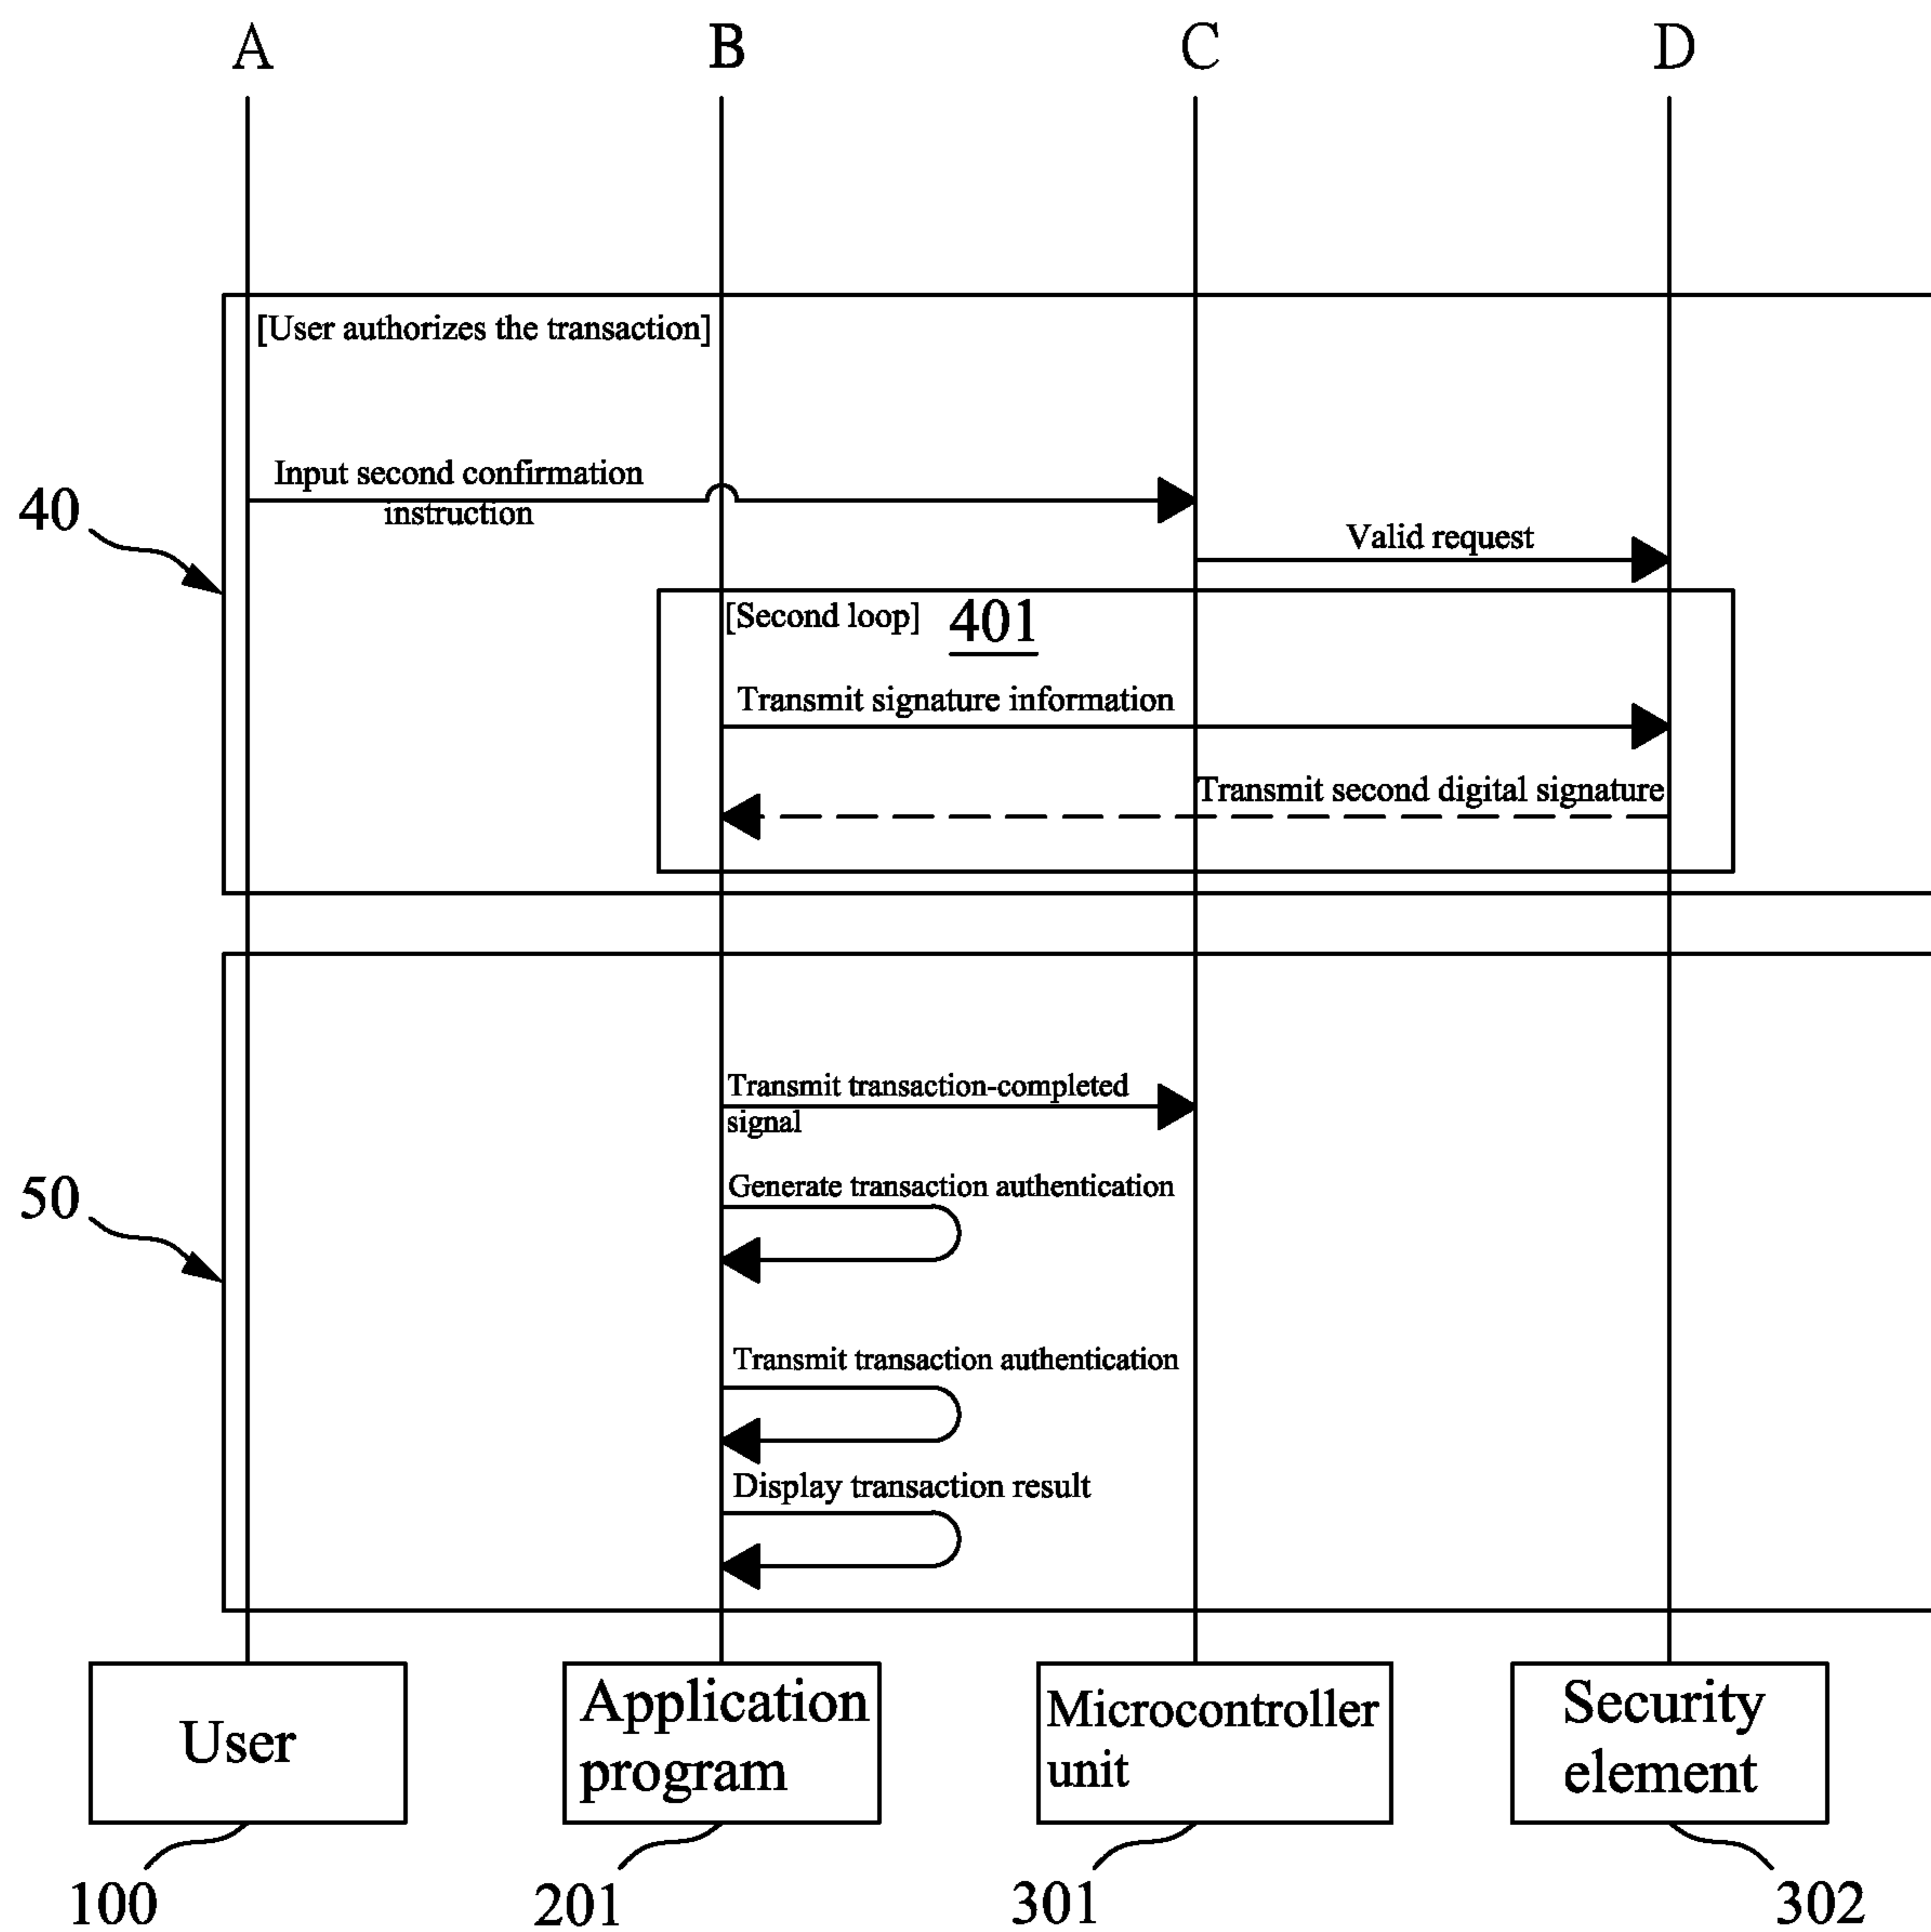 A
B
C
D
[User authorizes the transaction]
Input second confirmation
instruction
40
Valid request
[Second loop] 401
Transmit signature information
Transmit second digital signature
Transmit transaction-completed
signal
Generate transaction authentication
50
Transmit transaction authentication
Display transaction result
User
Application
program
Microcontroller
unit
Security
element
100
201
301
302